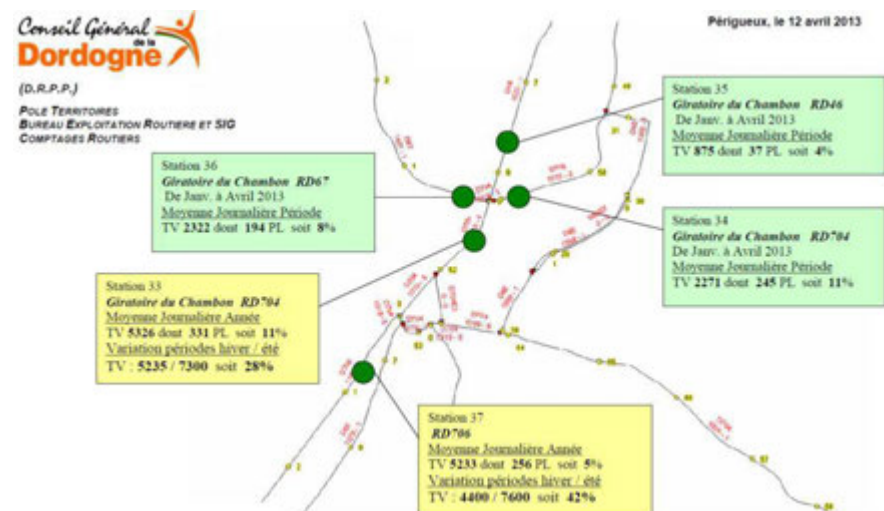 Conseil Général
de la
Dordogne
Périgueux, le 12 avril 2013
(D.R.P.P.)
POLE TERRITOIRES
BUREAU EXPLOITATION ROUTIERE ET SIG
COMPTAGES ROUTIERS
Station 35
Giratoire du Chambon RD46
De Janv. à Avril 2013
Moyenne Journalière Période
TV 875 dont 37 PL soit 4%
Station 36
Giratoire du Chambon RD67
De Janv. à Avril 2013
Moyenne Journalière Période
TV 2322 dont 194 PL soit 8%
Station 34
Giratoire du Chambon RD704
De Janv. à Avril 2013
Moyenne Journalière Période
TV 2271 dont 245 PL soit 11%
Station 33
Giratoire du Chambon RD704
Moyenne Journalière Année
TV 5326 dont 331 PL soit 11%
Variation périodes hiver / été
TV : 5235 / 7300 soit 28%
Station 37
RD706
Moyenne Journalière Année
TV 5233 dont 256 PL soit 5%
Variation périodes hiver / été
TV : 4400 / 7600 soit 42%